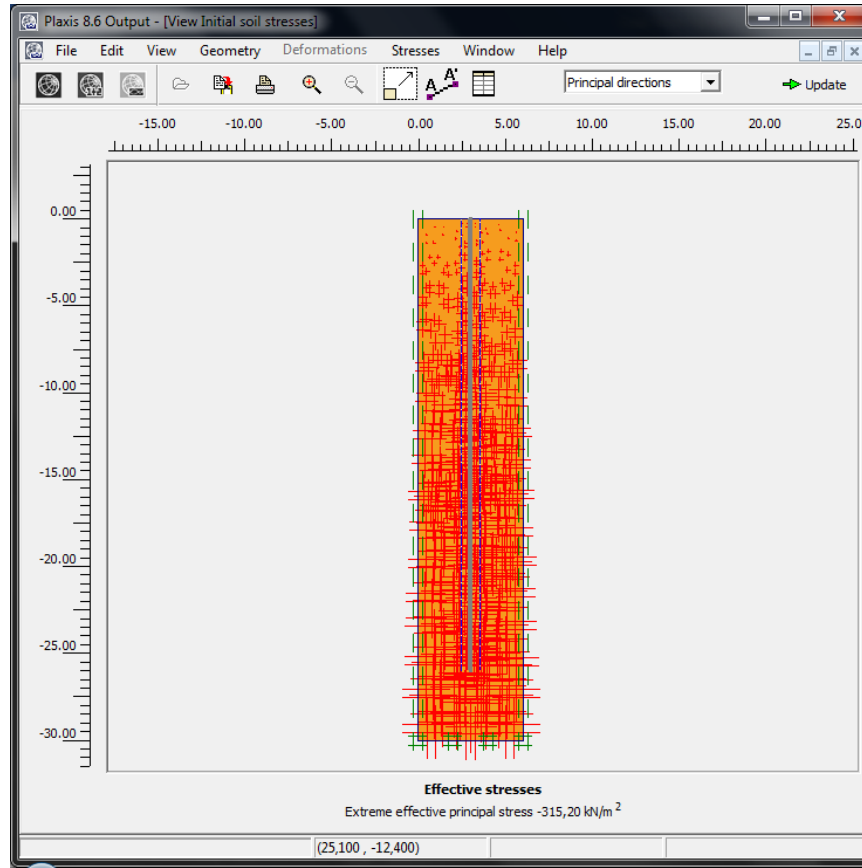 Plaxis 8.6 Output - [View Initial soil stresses]
File Edit View Geometry Deformations Stresses Window Help
A A* Principal directions Update
-15.00 -10.00 -5.00 0.00 5.00 10.00 15.00 20.00 25.0
0.00
-5.00
-10.00
-15.00
-20.00
-25.00
-30.00
Effective stresses
Extreme effective principal stress -315,20 kN/m²
(25,100 , -12,400)